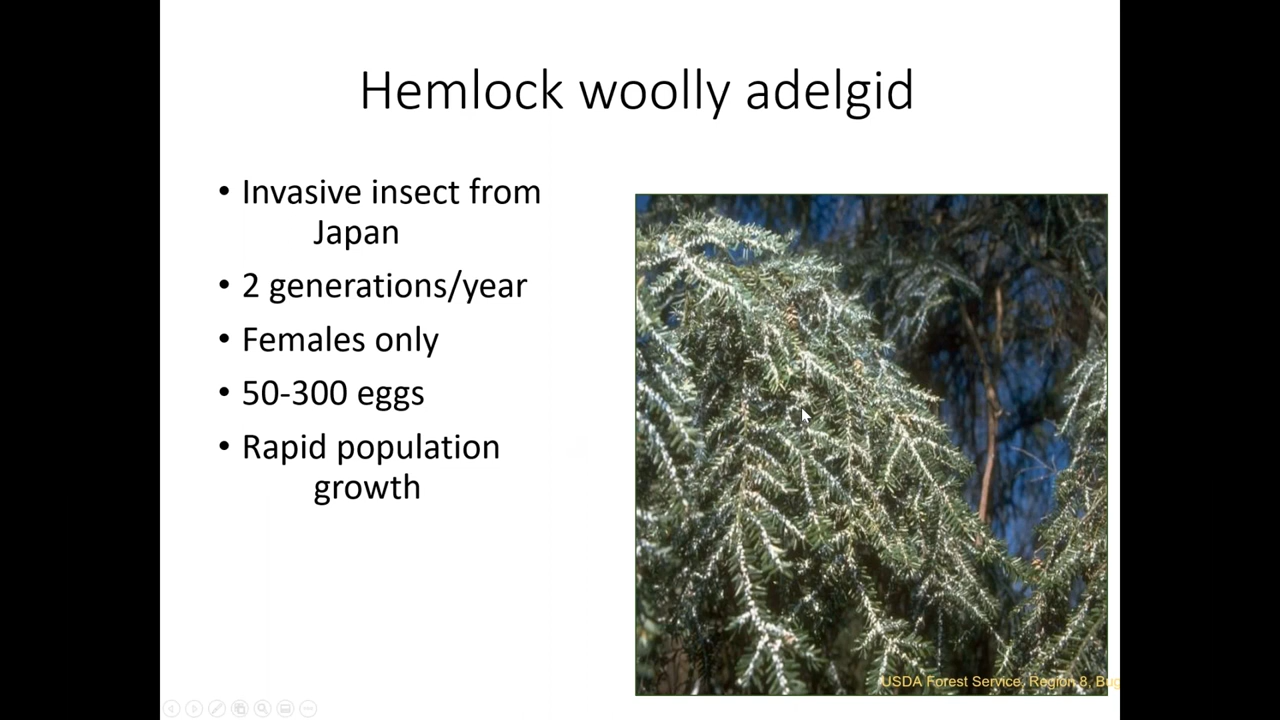 Hemlock woolly adelgid
• Invasive insect from
Japan
• 2 generations/year
• Females only
• 50-300 eggs
• Rapid population
growth
USDA Forest Service, Region 8, Bug